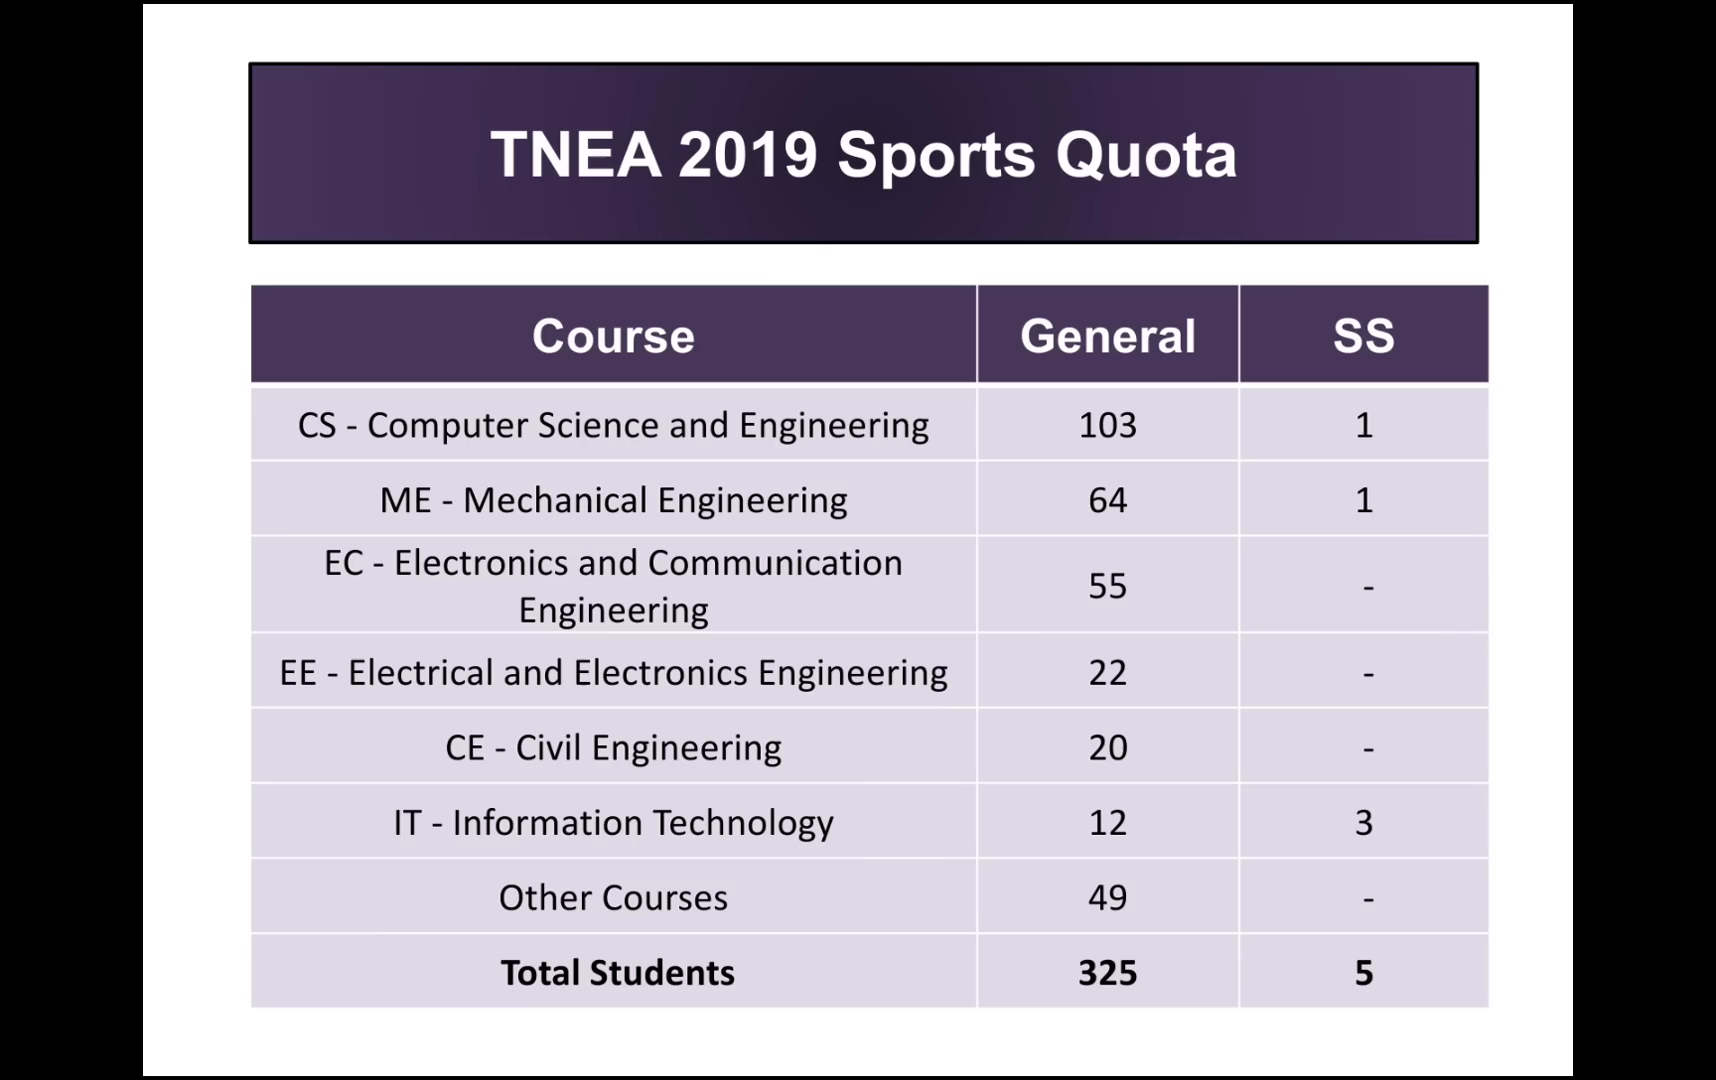 TNEA 2019 Sports Quota
Course General SS
CS - Computer Science and Engineering 103 1
ME - Mechanical Engineering 64 1
EC - Electronics and Communication
Engineering 55 -
EE - Electrical and Electronics Engineering 22 -
CE - Civil Engineering 20 -
IT - Information Technology 12 3
Other Courses 49 -
Total Students 325 5